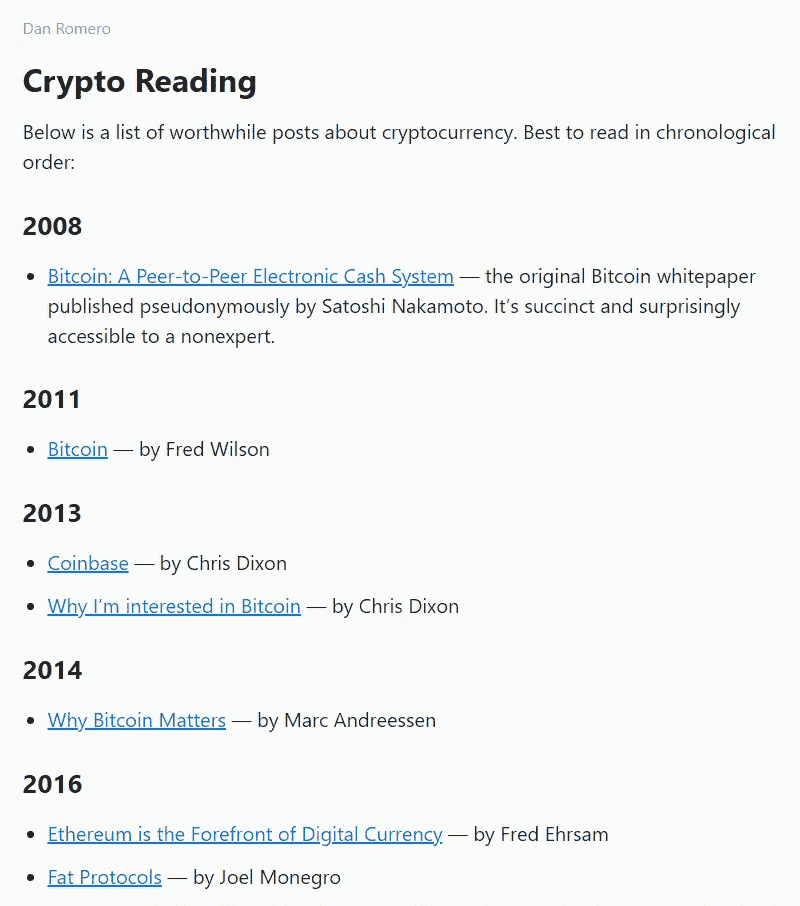 Dan Romero
Crypto Reading
Below is a list of worthwhile posts about cryptocurrency. Best to read in chronological
order:
2008
• Bitcoin: A Peer-to-Peer Electronic Cash System — the original Bitcoin whitepaper
published pseudonymously by Satoshi Nakamoto. It’s succinct and surprisingly
accessible to a nonexpert.
2011
• Bitcoin — by Fred Wilson
2013
• Coinbase — by Chris Dixon
• Why I’m interested in Bitcoin — by Chris Dixon
2014
• Why Bitcoin Matters — by Marc Andreessen
2016
• Ethereum is the Forefront of Digital Currency — by Fred Ehrsam
• Fat Protocols — by Joel Monegro